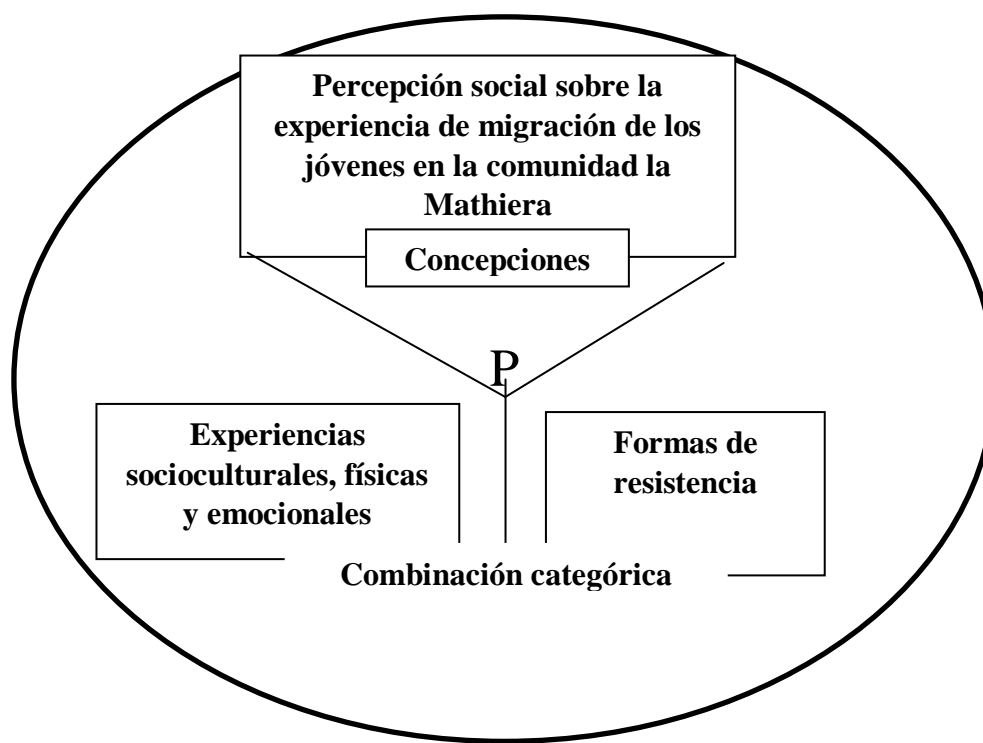 Percepción social sobre la
experiencia de migración de los
jóvenes en la comunidad la
Mathiera
Concepciones
P
Experiencias
socioculturales, físicas
y emocionales
Formas de
resistencia
Combinación categórica